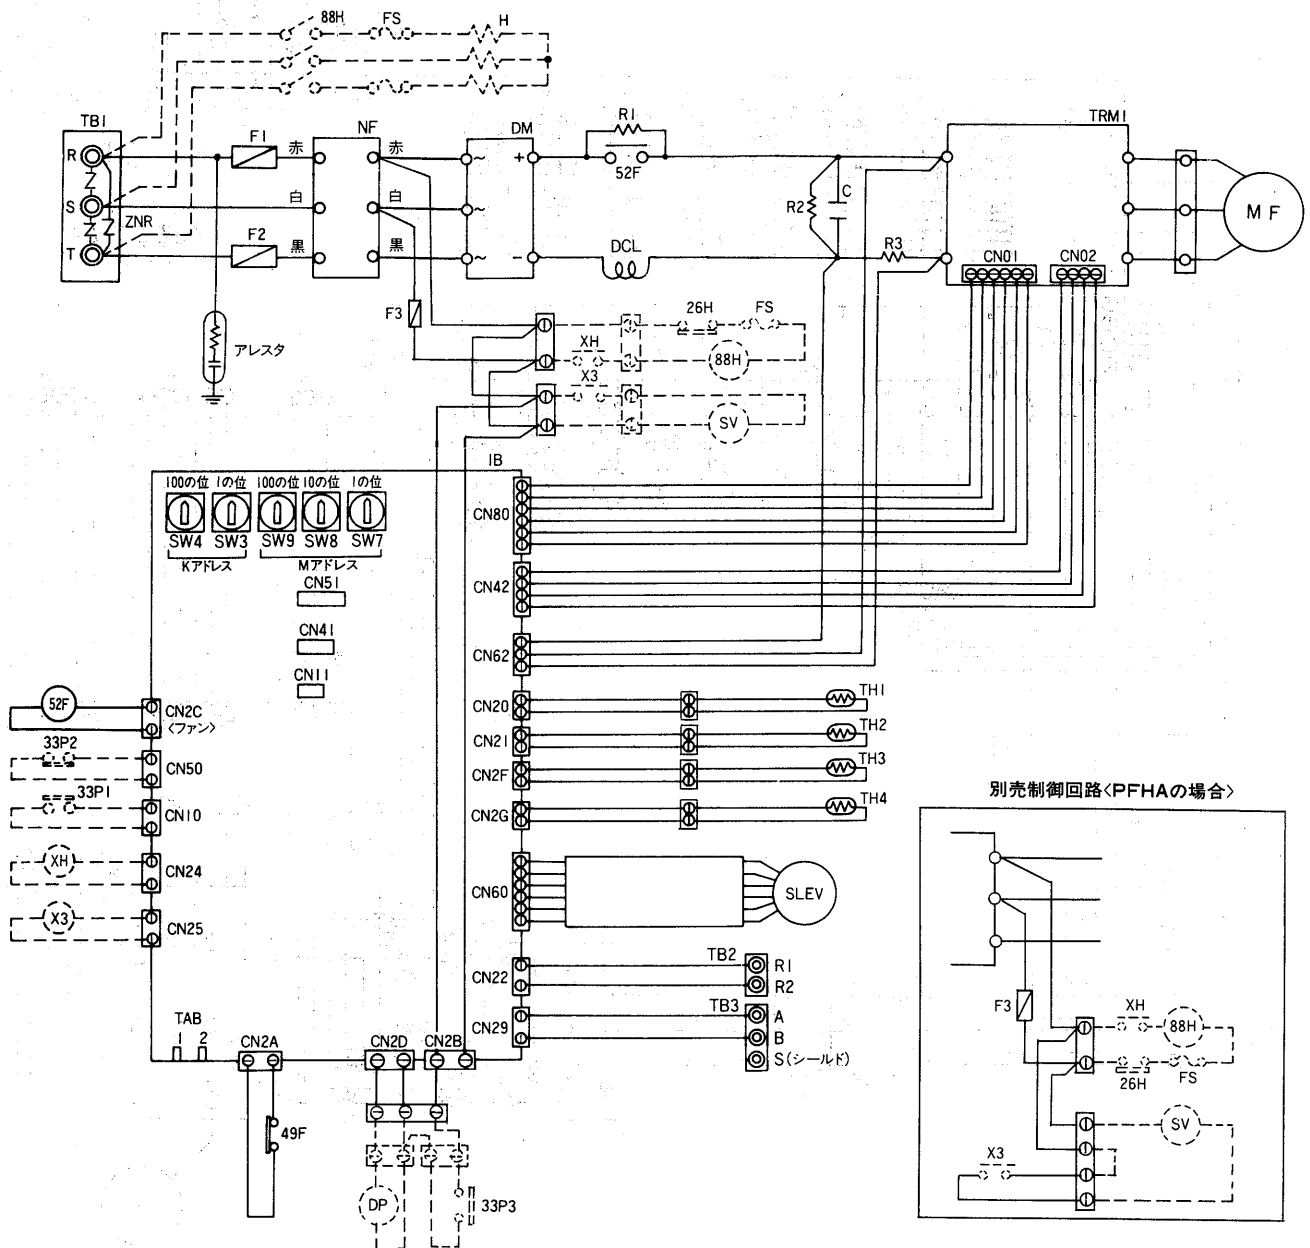 88H
FS
H
TB1
R
S
T
ZNR
F1
F2
赤
白
黒
NF
赤
白
黒
DM
~
~
~
+
-
R1
52F
DCL
R2
C
R3
TRM1
CN01
CN02
MF
アレスタ
F3
26H
FS
XH
88H
X3
SV
IB
100の位
1の位
100の位
10の位
1の位
SW4
SW3
SW9
SW8
SW7
Kアドレス
Mアドレス
CN51
CN41
CN11
CN80
CN42
CN62
CN20
CN21
CN2F
CN2G
CN60
CN22
CN29
TH1
TH2
TH3
TH4
SLEV
TB2
R1
R2
TB3
A
B
S(シールド)
52F
CN2C
〈ファン〉
33P2
CN50
33P1
CN10
XH
CN24
X3
CN25
TAB
1
2
CN2A
CN2D
CN2B
49F
DP
33P3
別売制御回路〈PFHAの場合〉
F3
XH
88H
26H
FS
SV
X3